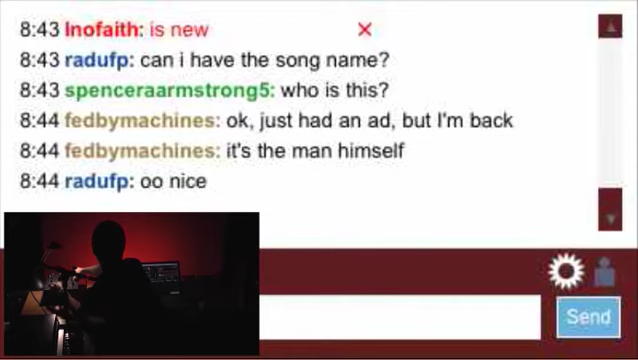 8:43 lnofaith: is new
8:43 radufp: can i have the song name?
8:43 spenceraarmstrong5: who is this?
8:44 fedbymachines: ok, just had an ad, but I'm back
8:44 fedbymachines: it's the man himself
8:44 radufp: oo nice
Send